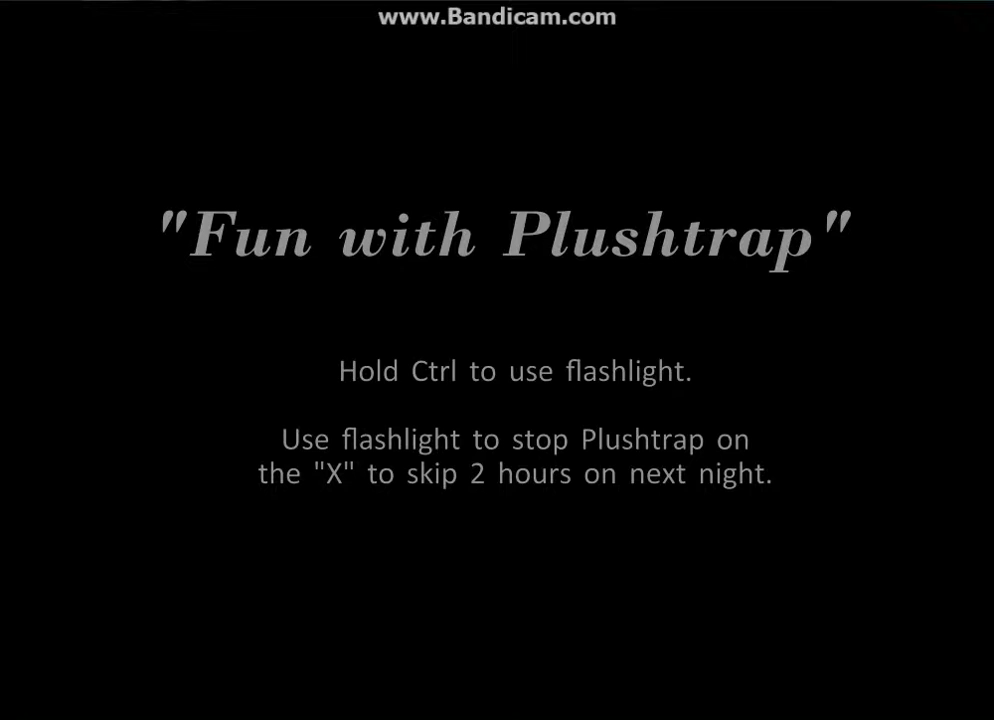 www.Bandicam.com
"Fun with Plushtrap"
Hold Ctrl to use flashlight.
Use flashlight to stop Plushtrap on
the "X" to skip 2 hours on next night.